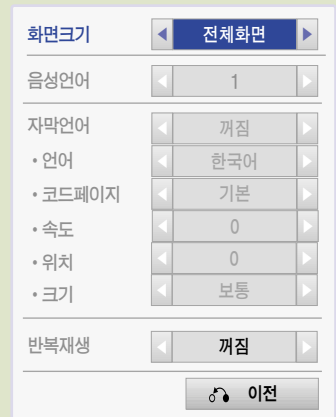 화면크기 전체화면
음성언어 1
자막언어 꺼짐
• 언어 한국어
• 코드페이지 기본
• 속도 0
• 위치 0
• 크기 보통
반복재생 꺼짐
이전